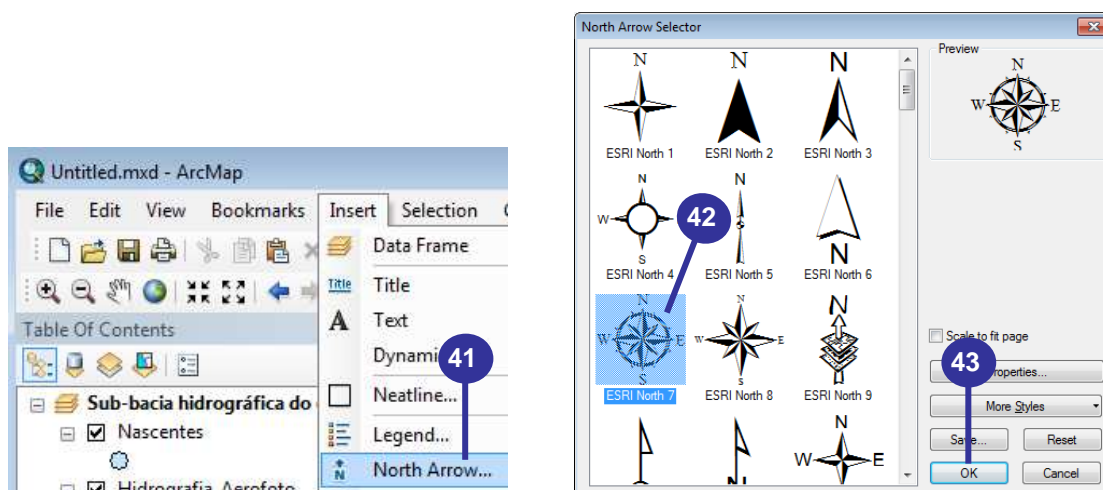 Untitled.mxd - ArcMap
File Edit View Bookmarks Insert Selection
Data Frame
Title Title
A Text
Table Of Contents
41
Neatline...
Sub-bacia hidrográfica do
Nascentes
Legend...
N North Arrow...
Hidrografia Aerofoto
North Arrow Selector
Preview
N
W E
S
N N N
ESRI North 1 ESRI North 2 ESRI North 3
N N
W
42
S N
ESRI North 4 ESRI North 5 ESRI North 6
N N N
W E W E
S S
ESRI North 7 ESRI North 8 ESRI North 9
N N N
W E
Scale to fit page
43
More Styles
Reset
OK Cancel